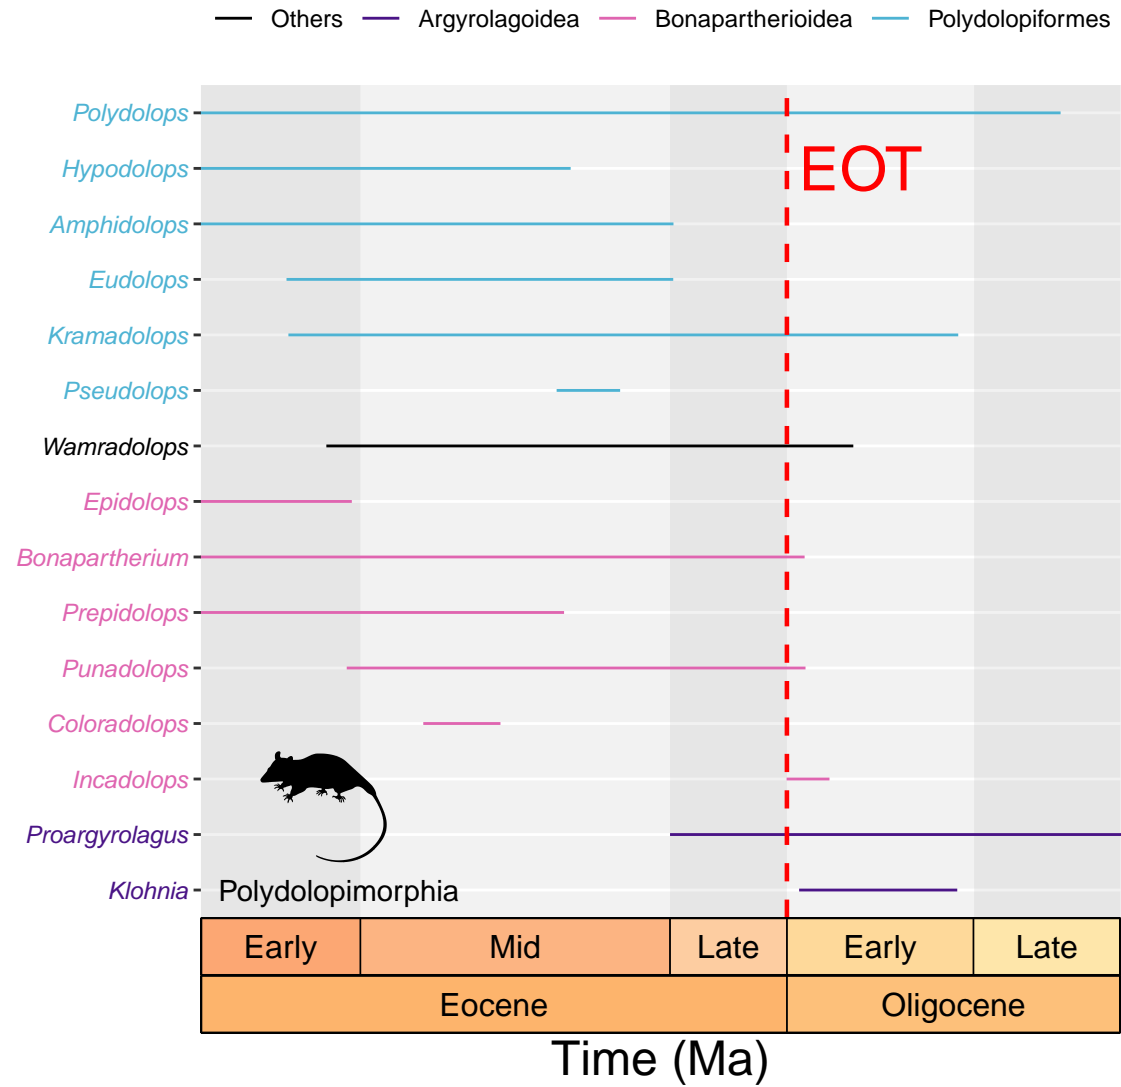 Others Argyrolagoidea Bonapartherioidea Polydolopiformes
Polydolops
Hypodolops
EOT
Amphidolops
Eudolops
Kramadolops
Pseudolops
Wamradolops
Epidolops
Bonapartherium
Prepidolops
Punadolops
Coloradolops
Incadolops
Proargyrolagus
Klohnia
Polydolopimorphia
Early Mid Late Early Late
Eocene Oligocene
Time (Ma)